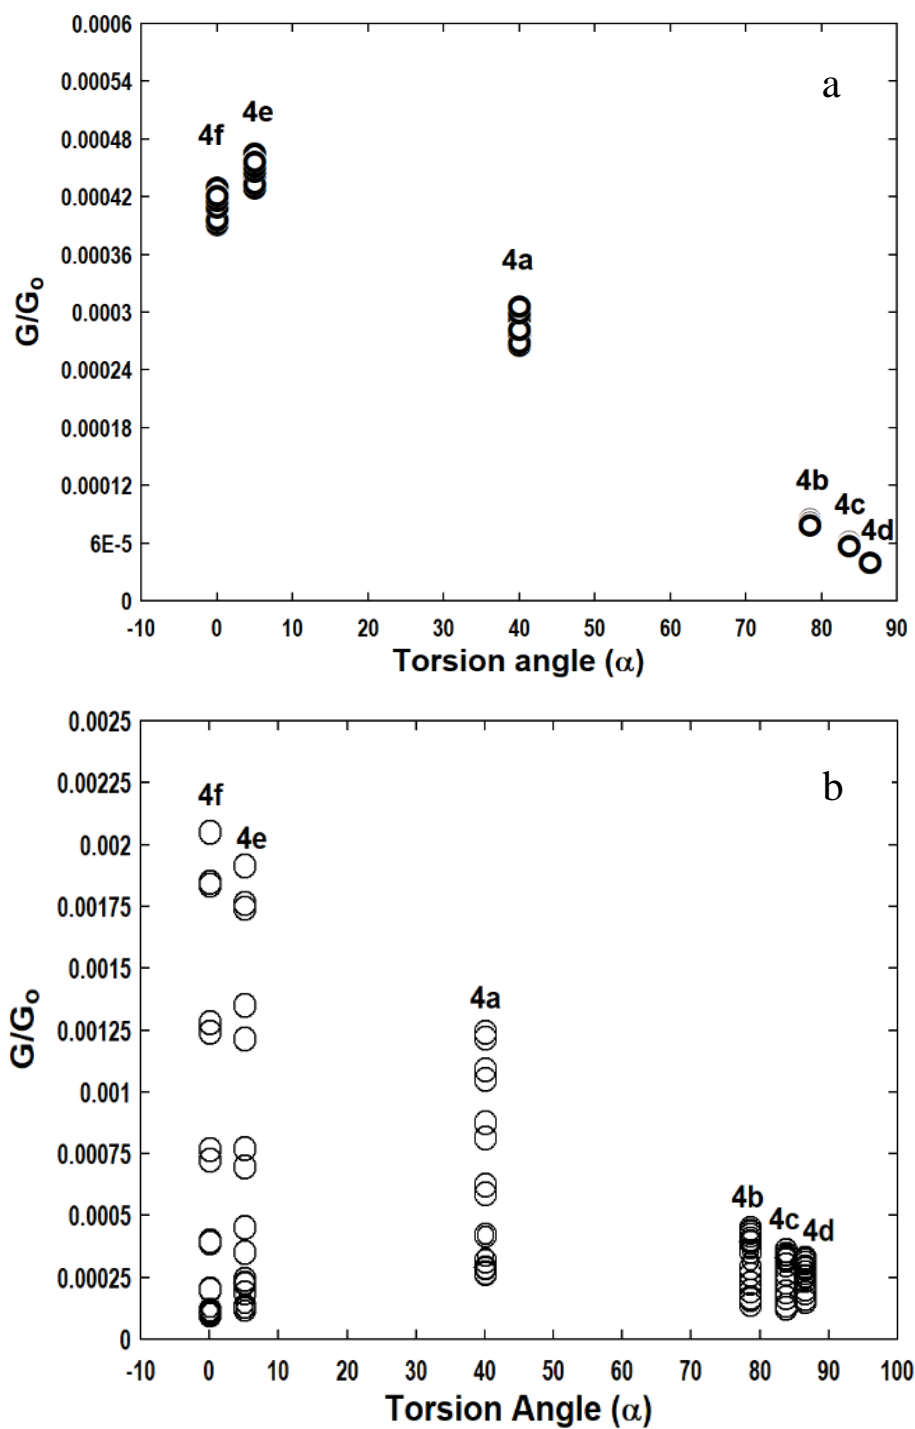 0.0006
a
0.00054
4e
4f
0.00048
0.00042
0.00036
4a
G/Go
0.0003
0.00024
0.00018
0.00012
4b
4c
4d
6E-5
0
-10 0 10 20 30 40 50 60 70 80 90
Torsion angle (α)
0.0025
b
0.00225
4f
4e
0.002
0.00175
0.0015
4a
0.00125
G/Go
0.001
0.00075
4b
4c
4d
0.0005
0.00025
0
-10 0 10 20 30 40 50 60 70 80 90 100
Torsion Angle (α)